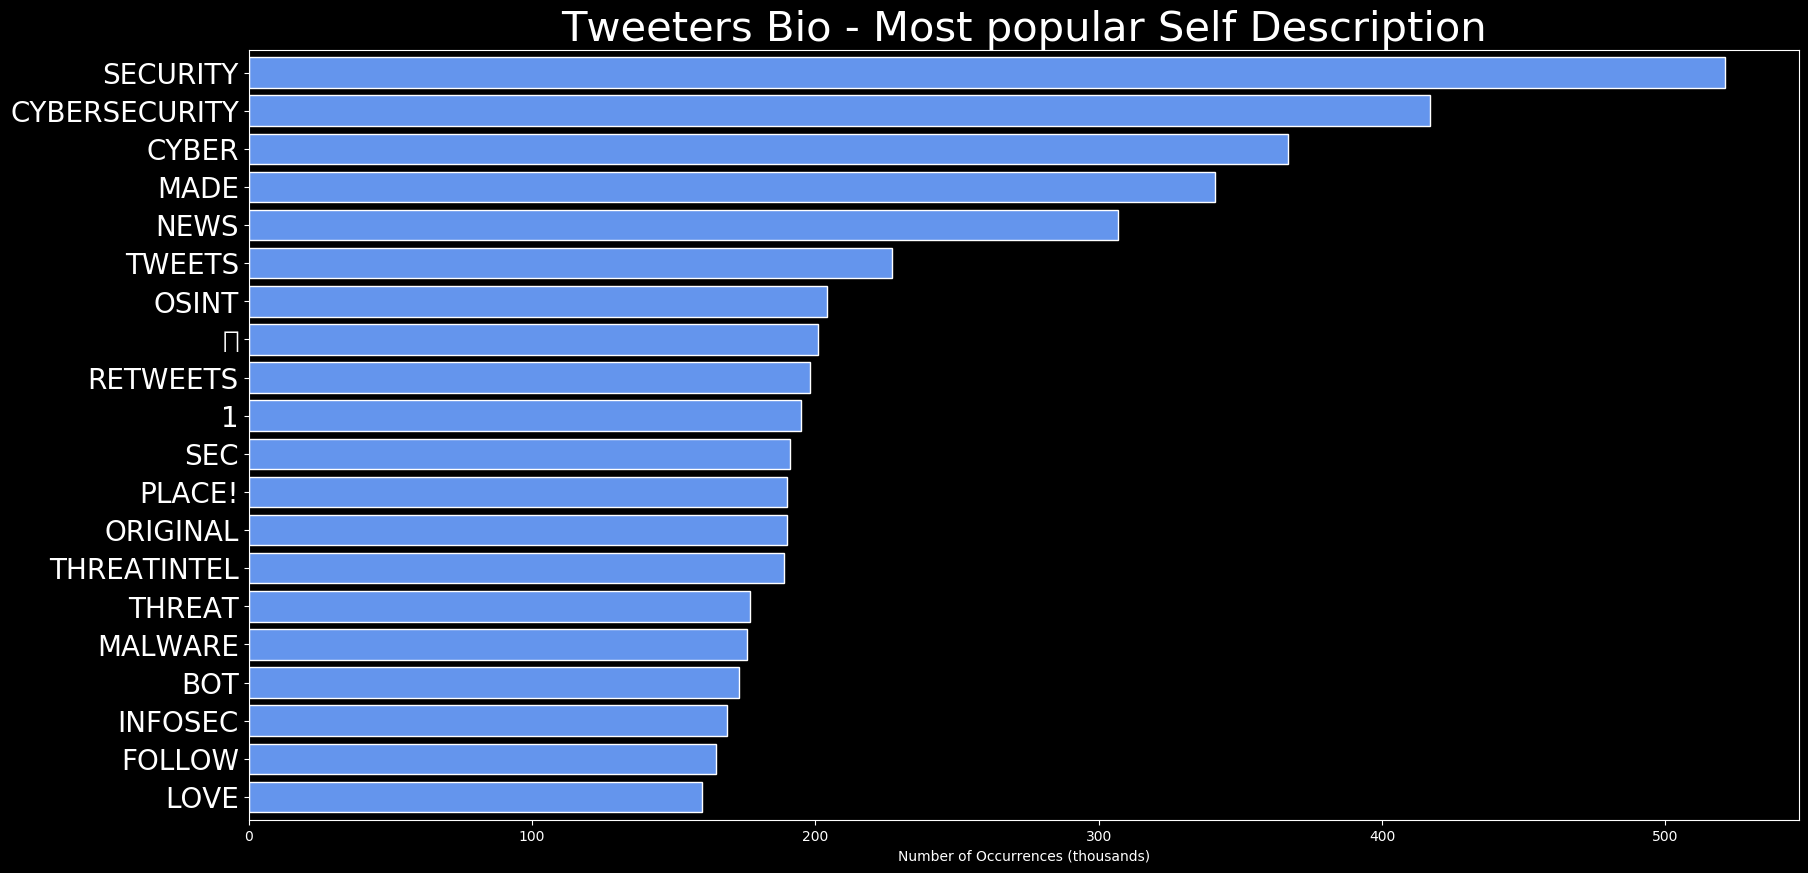 Tweeters Bio - Most popular Self Description
SECURITY
CYBERSECURITY
CYBER
MADE
NEWS
TWEETS
OSINT
RETWEETS
1
SEC
PLACE!
ORIGINAL
THREATINTEL
THREAT
MALWARE
BOT
INFOSEC
FOLLOW
LOVE
0 100 200 300 400 500
Number of Occurrences (thousands)